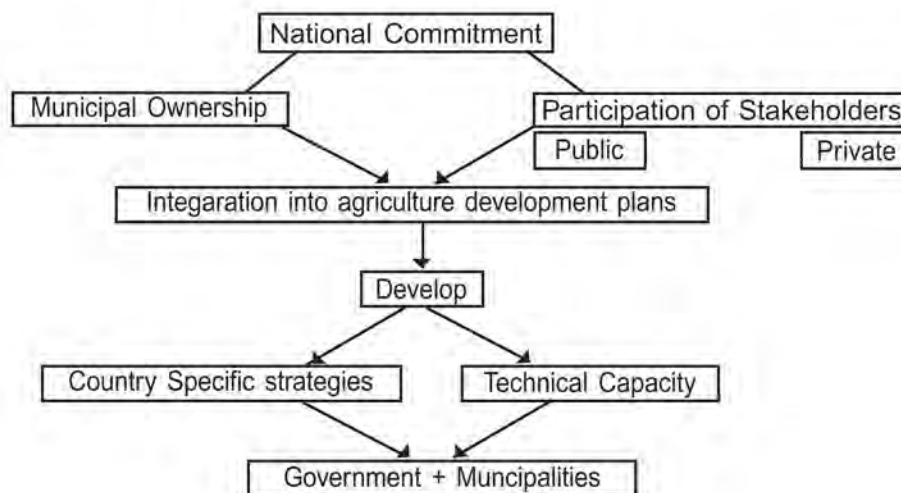 National Commitment
Municipal Ownership
Participation of Stakeholders
Public
Private
Integaration into agriculture development plans
Develop
Country Specific strategies
Technical Capacity
Government + Muncipalities